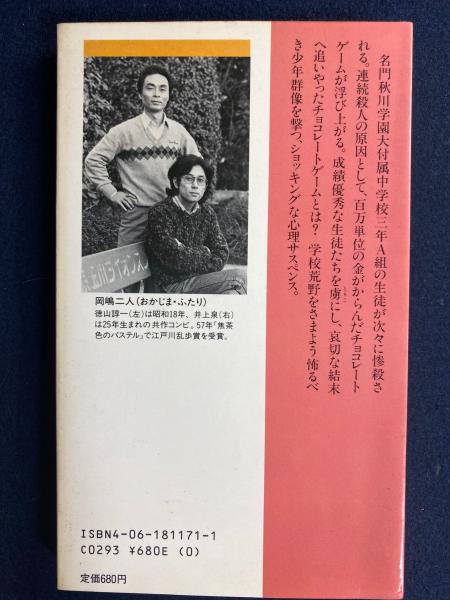 名門秋川学園大付属中学校三年A組の生徒が次々に惨殺さ
れる。連続殺人の原因として、百万単位の金がからんだチョコレート
ゲームが浮び上がる。成績優秀な生徒たちを虜にし、哀切な結末
へ追いやったチョコレートゲームとは? 学校荒野をさまよう怖るべ
き少年群像を撃つ、ショッキングな心理サスペンス。
玉川ライオンズ
岡嶋二人(おかじま・ふたり)
徳山諄一(左)は昭和18年、井上泉(右)
は25年生まれの共作コンビ。57年「焦茶
色のパステル」で江戸川乱歩賞を受賞。
ISBN4-06-181171-1
C0293 ¥680E (0)
定価680円